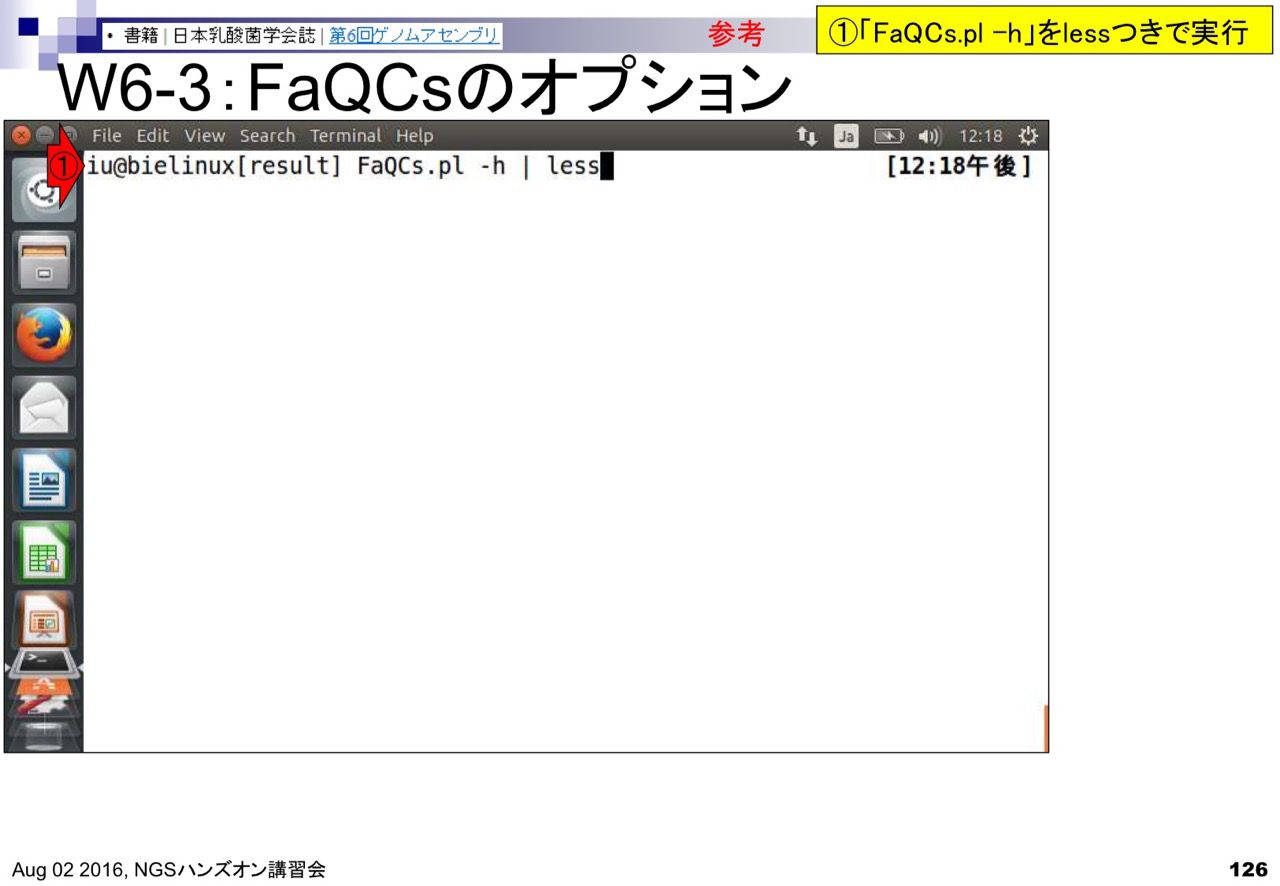 • 書籍 | 日本乳酸菌学会誌 | 第6回ゲノムアセンブリ
参考
①「FaQCs.pl –h」をlessつきで実行
W6-3：FaQCsのオプション
File Edit View Search Terminal Help
Ja
12:18
①
iu@bielinux[result] FaQCs.pl -h | less
[12:18午後]
Aug 02 2016, NGSハンズオン講習会
126